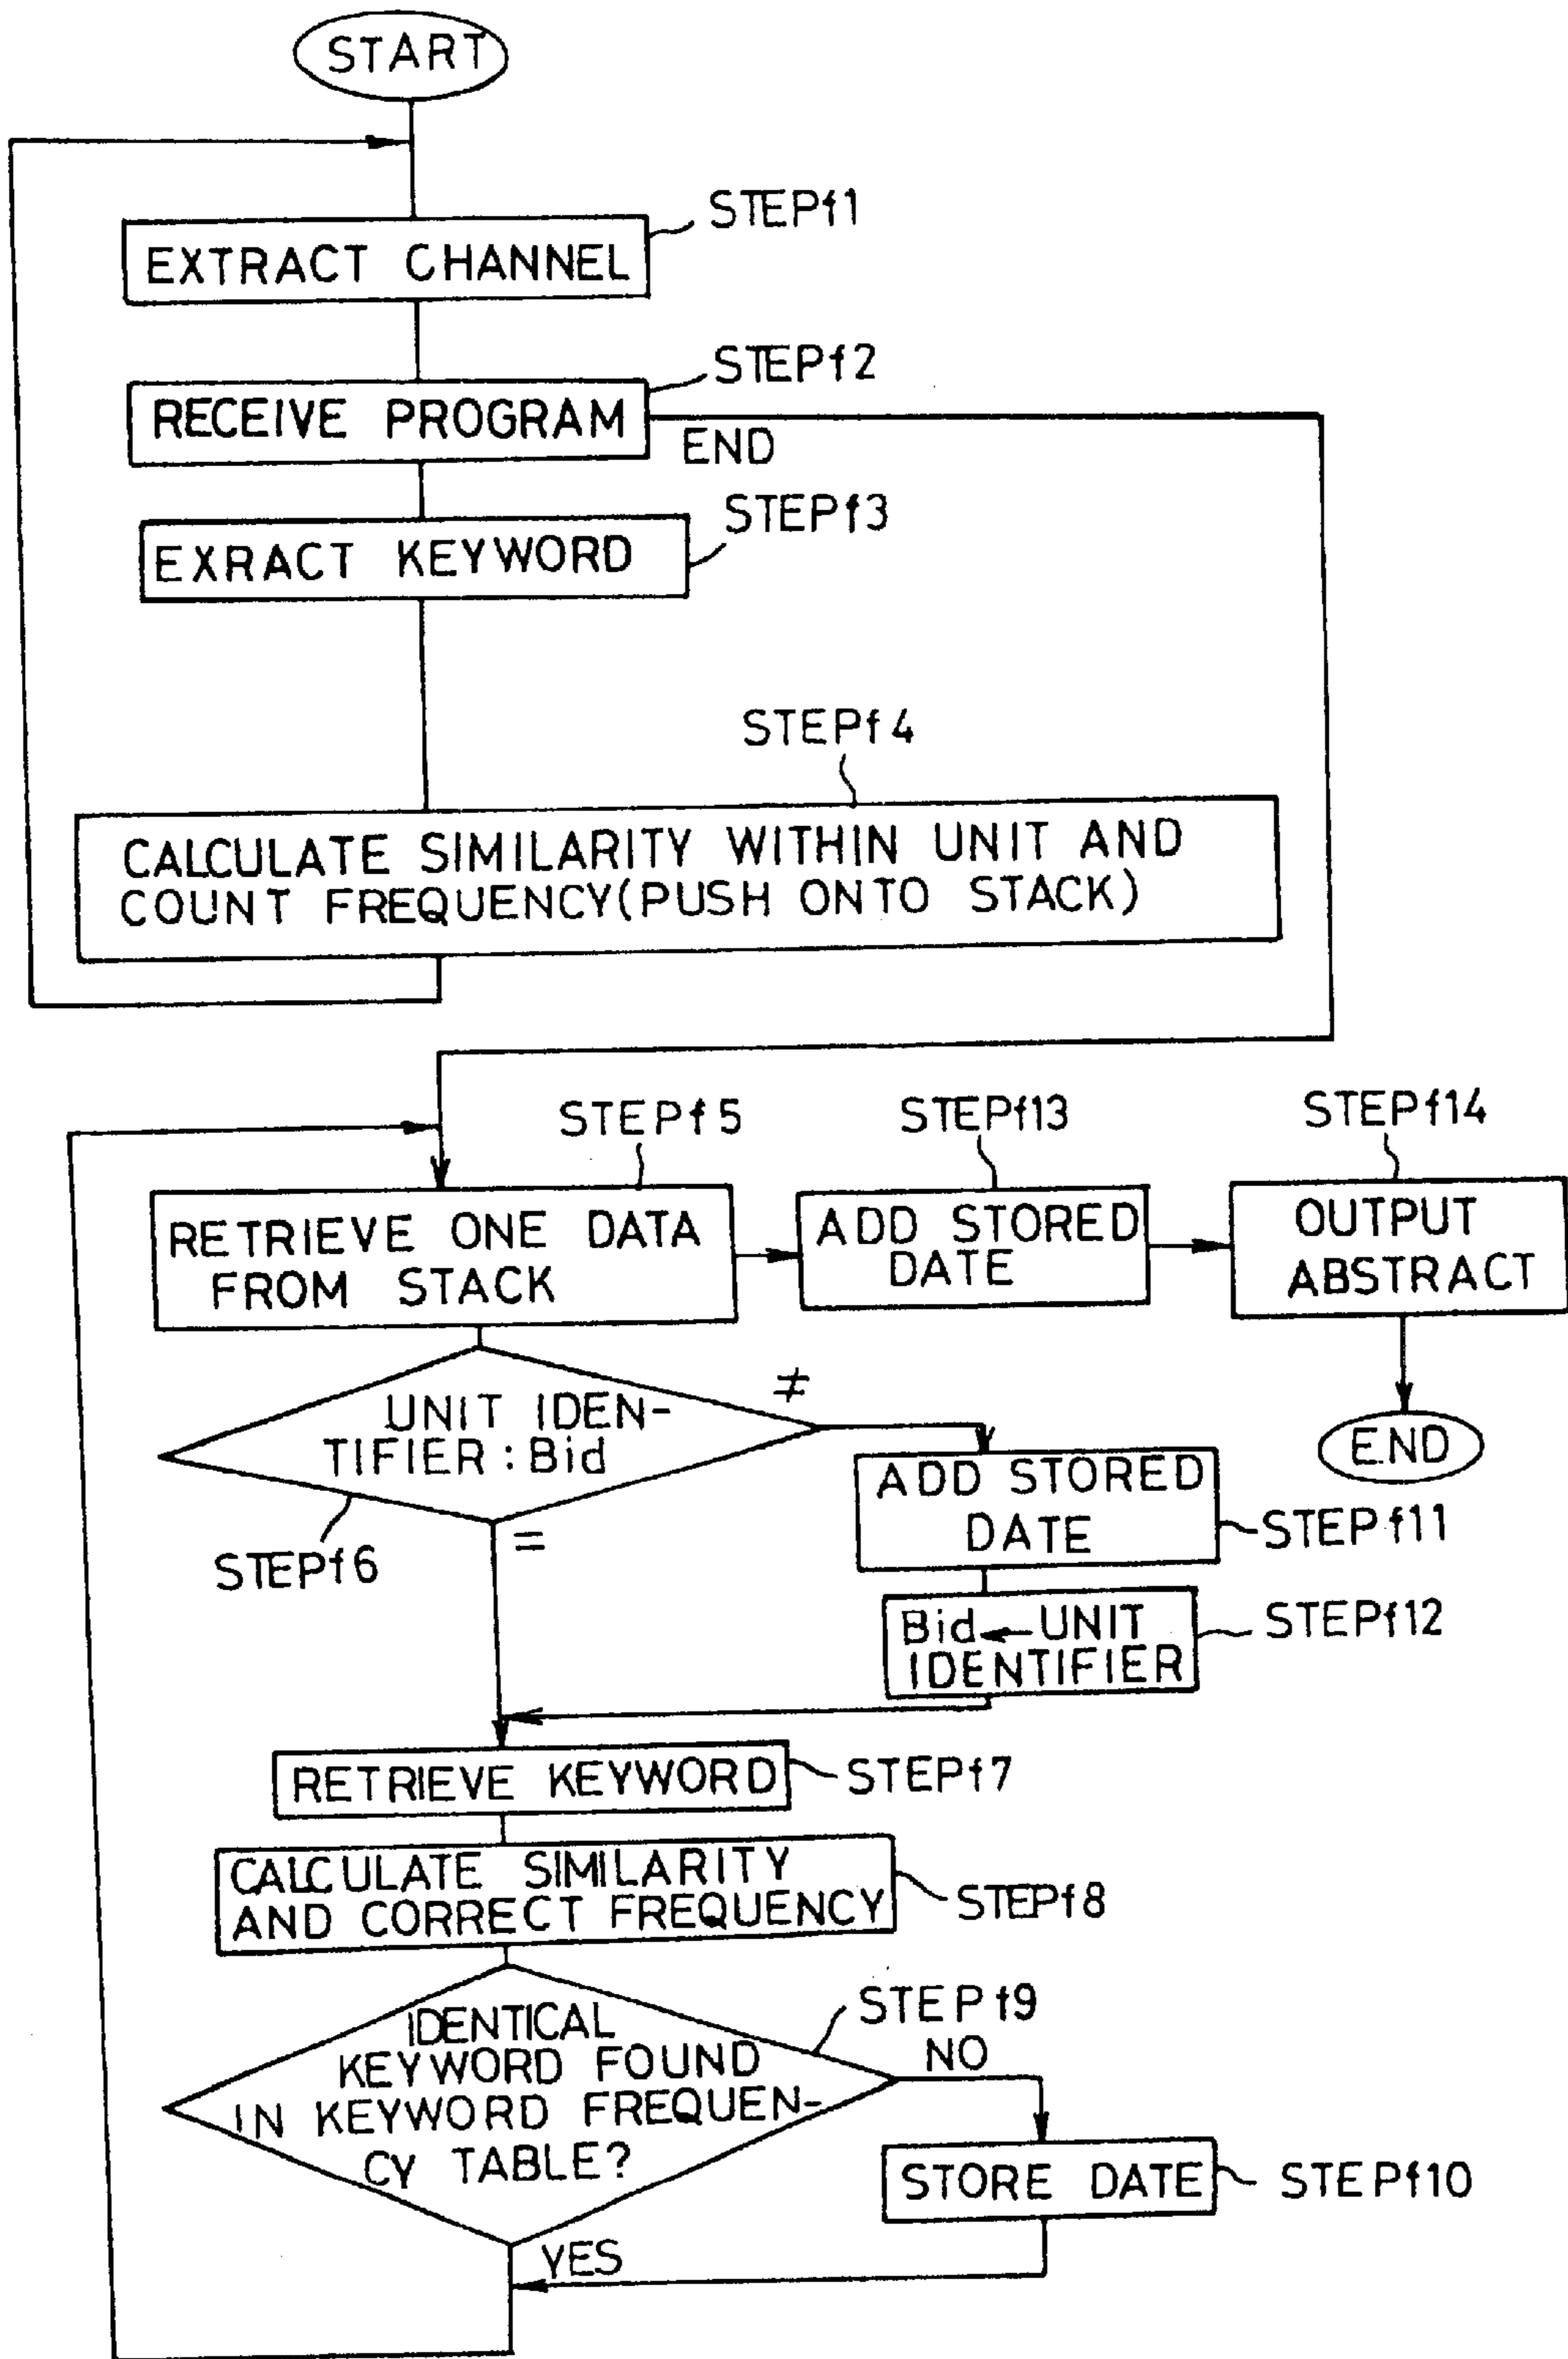 START
STEPf1
EXTRACT CHANNEL
STEPf2
RECEIVE PROGRAM
END
STEPf3
EXRACT KEYWORD
STEPf4
CALCULATE SIMILARITY WITHIN UNIT AND
COUNT FREQUENCY(PUSH ONTO STACK)
STEPf5
STEPf13
STEPf14
RETRIEVE ONE DATA
FROM STACK
ADD STORED
DATE
OUTPUT
ABSTRACT
≠
UNIT IDEN-
TIFIER : Bid
END
ADD STORED
DATE
STEPf11
=
STEPf6
Bid←UNIT
IDENTIFIER
STEPf12
RETRIEVE KEYWORD
STEPf7
CALCULATE SIMILARITY
AND CORRECT FREQUENCY
STEPf8
STEPf9
IDENTICAL
KEYWORD FOUND
IN KEYWORD FREQUEN-
CY TABLE?
NO
STORE DATE
STEPf10
YES